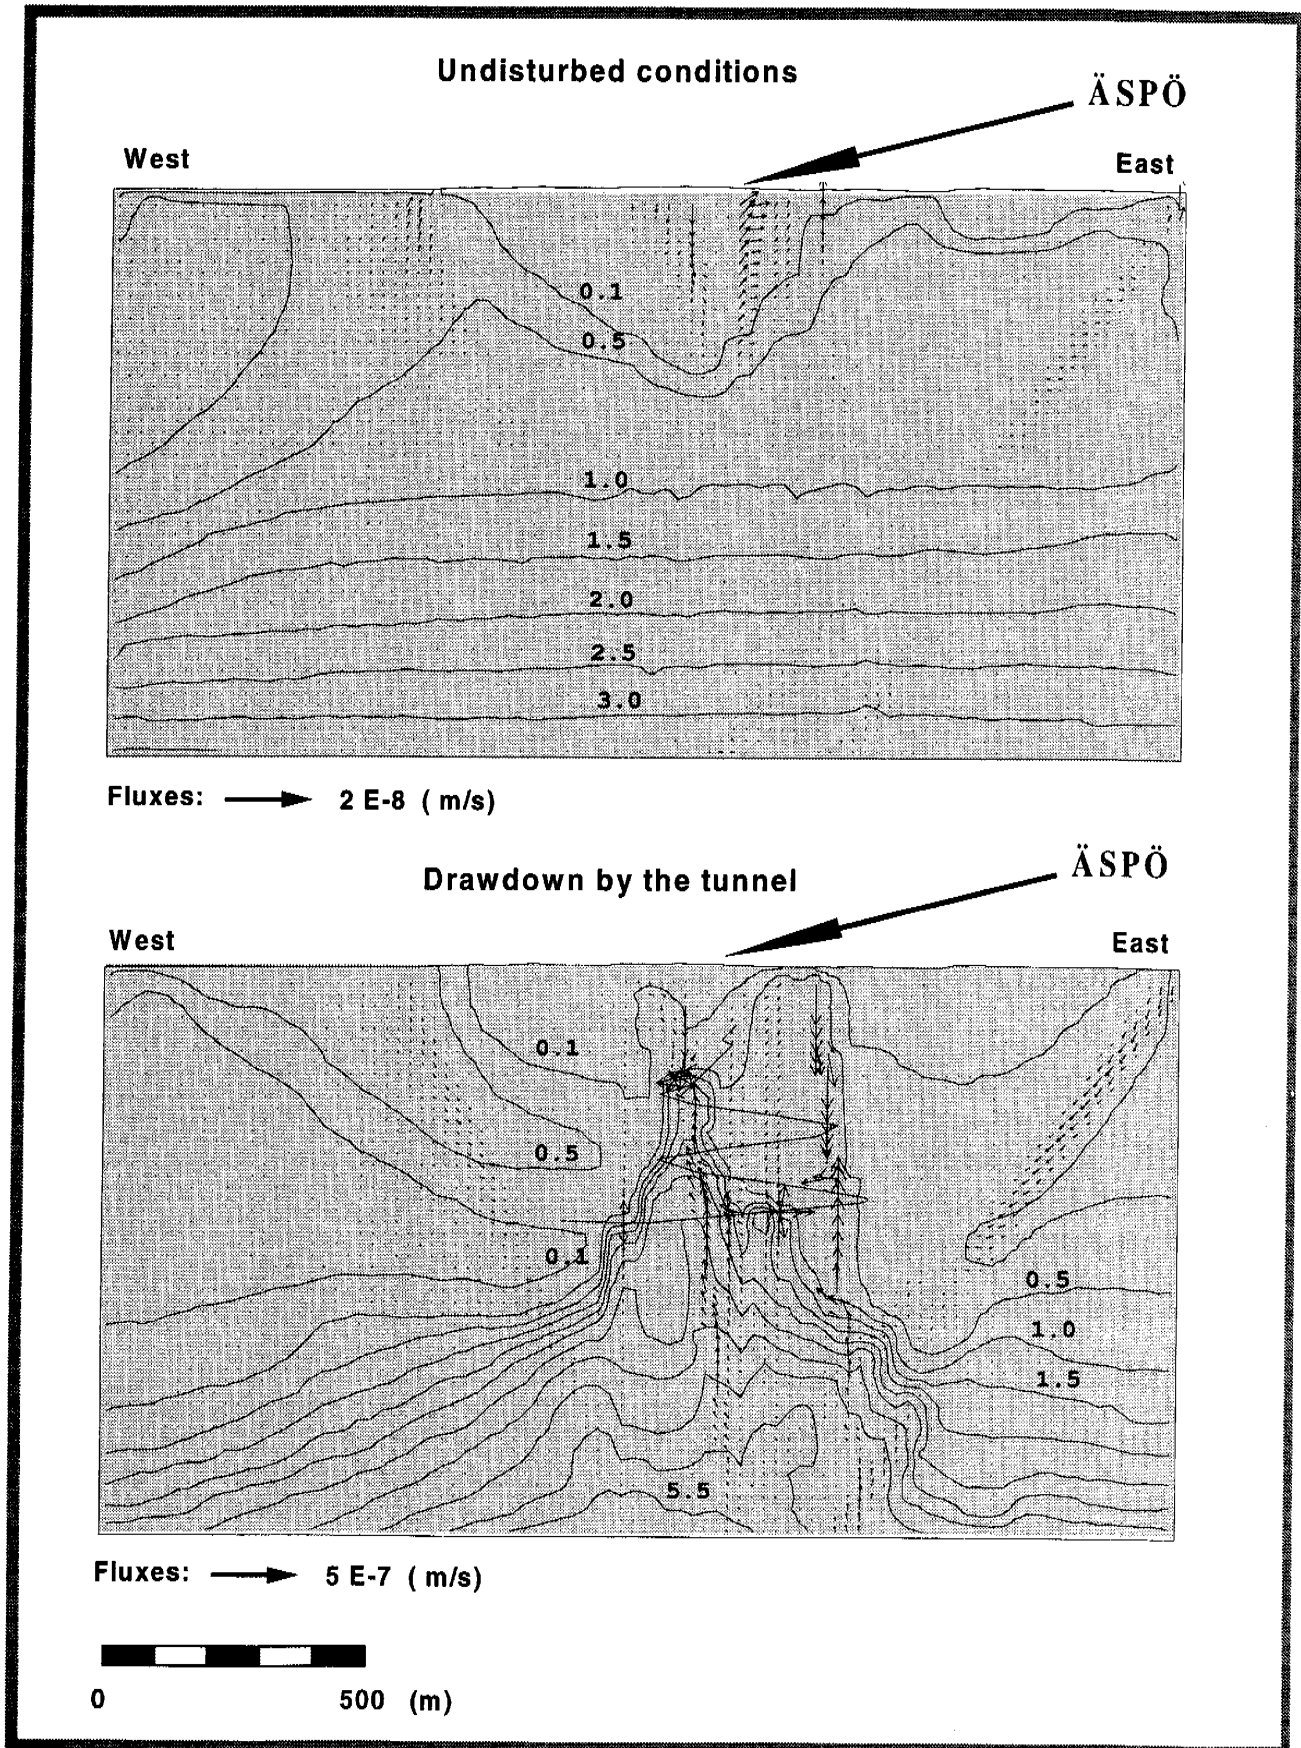 Undisturbed conditions
ÄSPÖ
West
East
0.1
0.5
1.0
1.5
2.0
2.5
3.0
Fluxes: 2 E-8 ( m/s)
ÄSPÖ
Drawdown by the tunnel
West
East
0.1
0.5
0.1
0.5
1.0
1.5
5.5
Fluxes: 5 E-7 ( m/s)
0 500 (m)